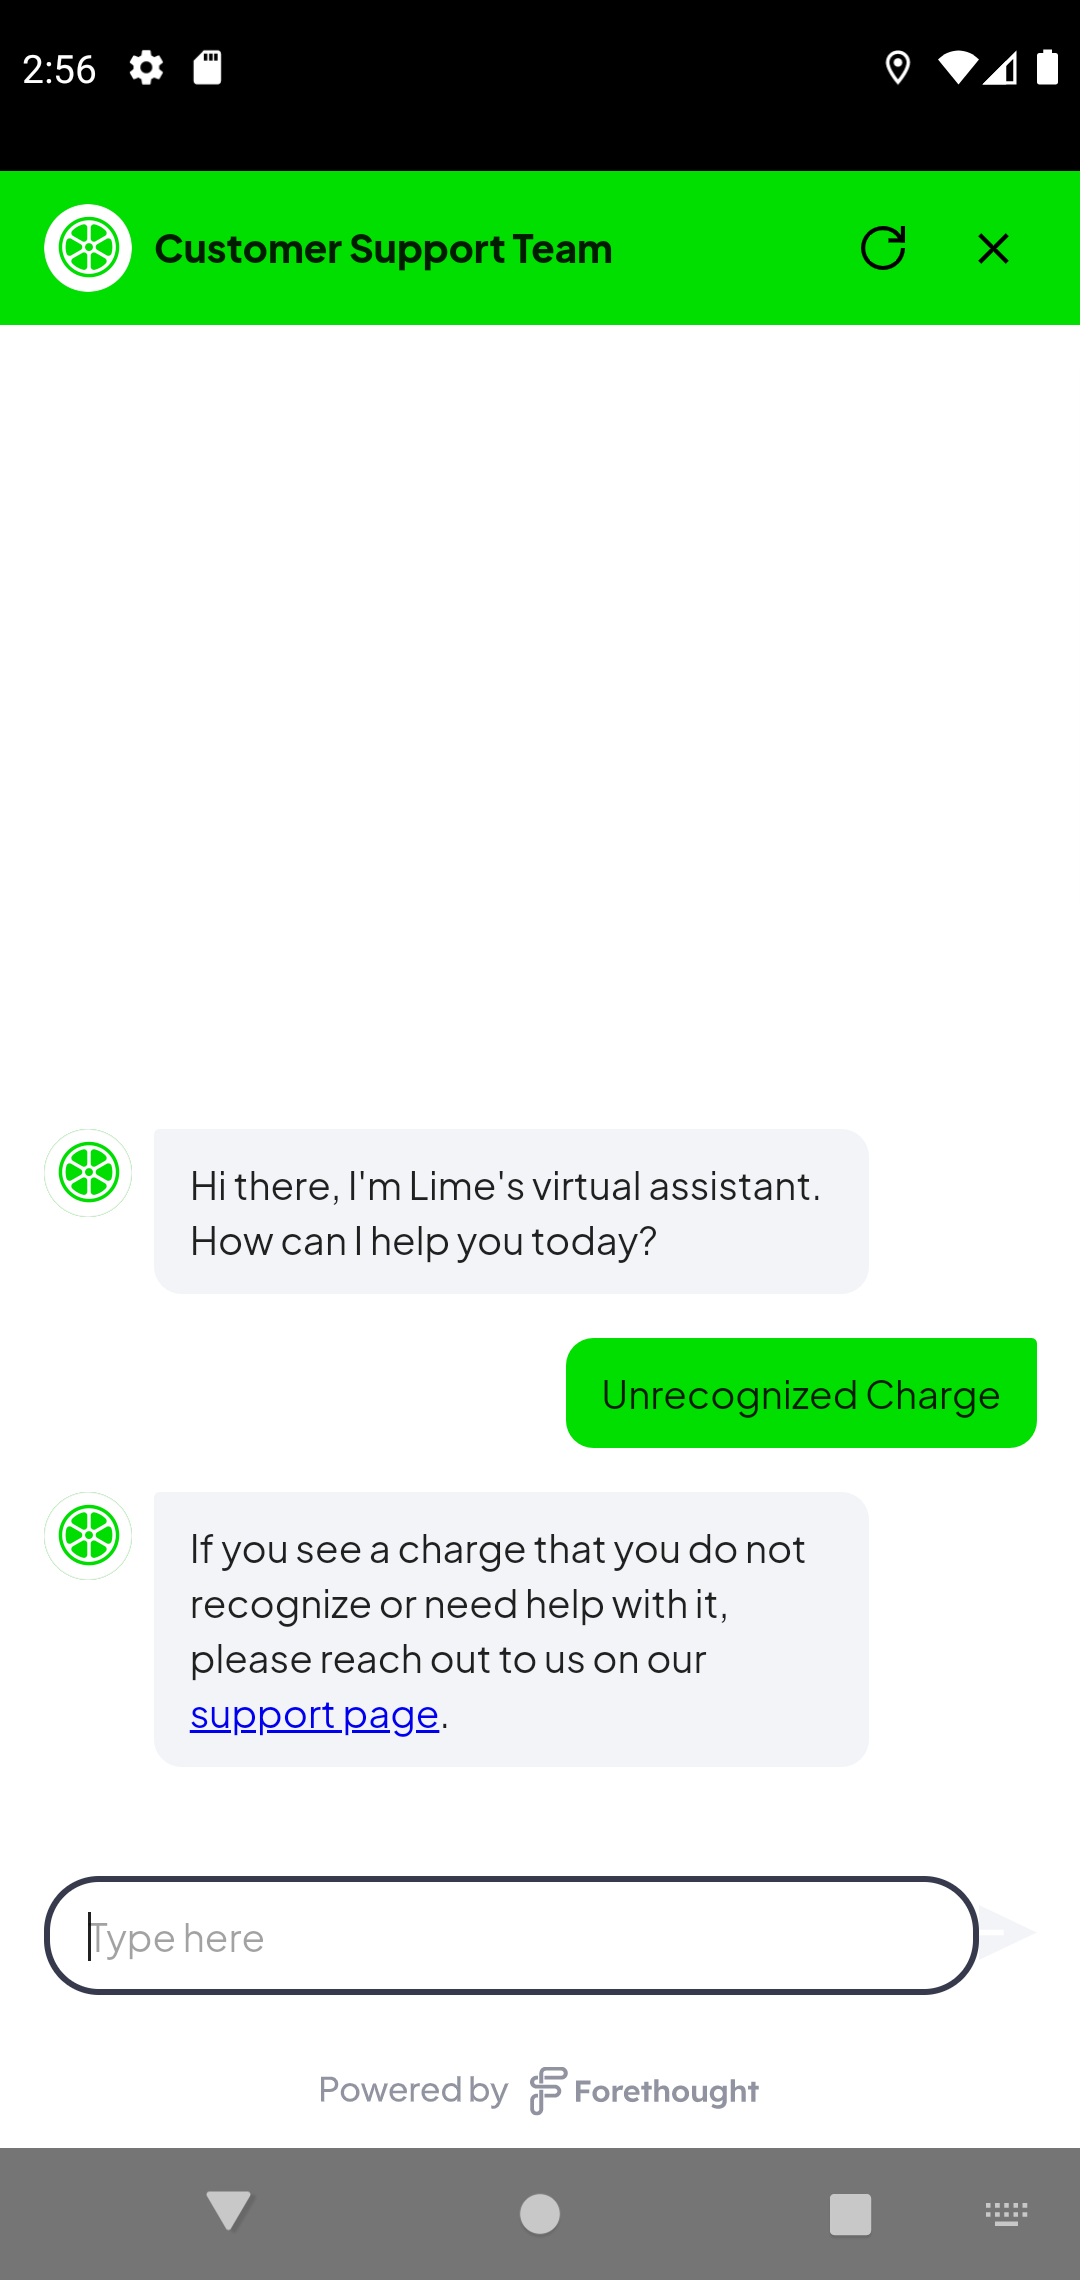 2:56
Customer Support Team
Hi there, I'm Lime's virtual assistant.
How can I help you today?
Unrecognized Charge
If you see a charge that you do not
recognize or need help with it,
please reach out to us on our
support page.
Type here
Powered by Forethought